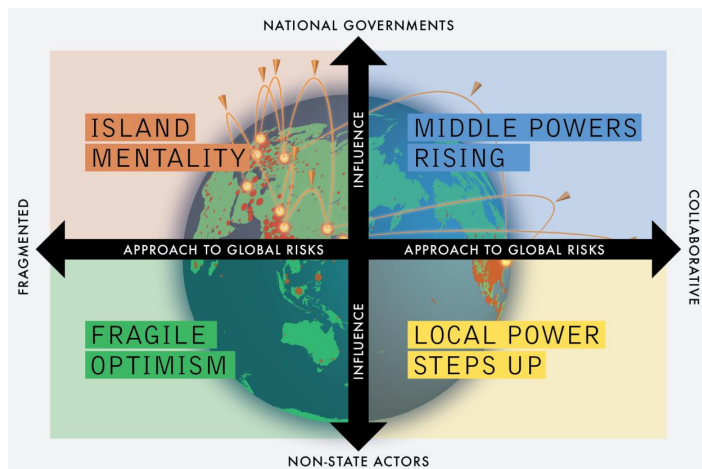 NATIONAL GOVERNMENTS
ISLAND
MENTALITY
INFLUENCE
MIDDLE POWERS
RISING
FRAGMENTED
APPROACH TO GLOBAL RISKS
APPROACH TO GLOBAL RISKS
COLLABORATIVE
FRAGILE
OPTIMISM
INFLUENCE
LOCAL POWER
STEPS UP
NON-STATE ACTORS